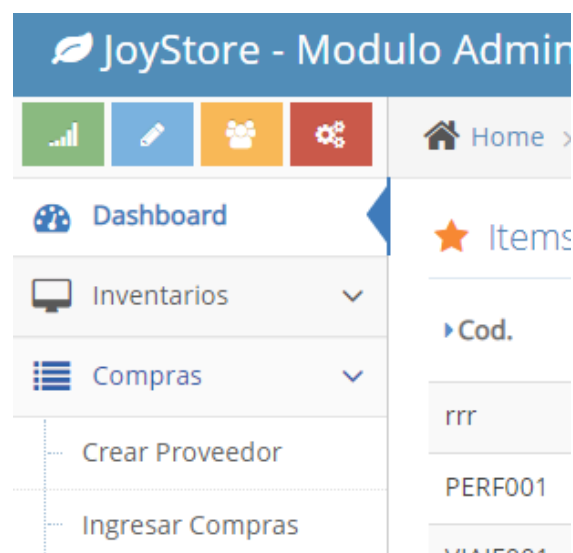 JoyStore - Modulo Admin
Home
Dashboard
Items
Inventarios
Cod.
Compras
rrr
Crear Proveedor
PERF001
Ingresar Compras